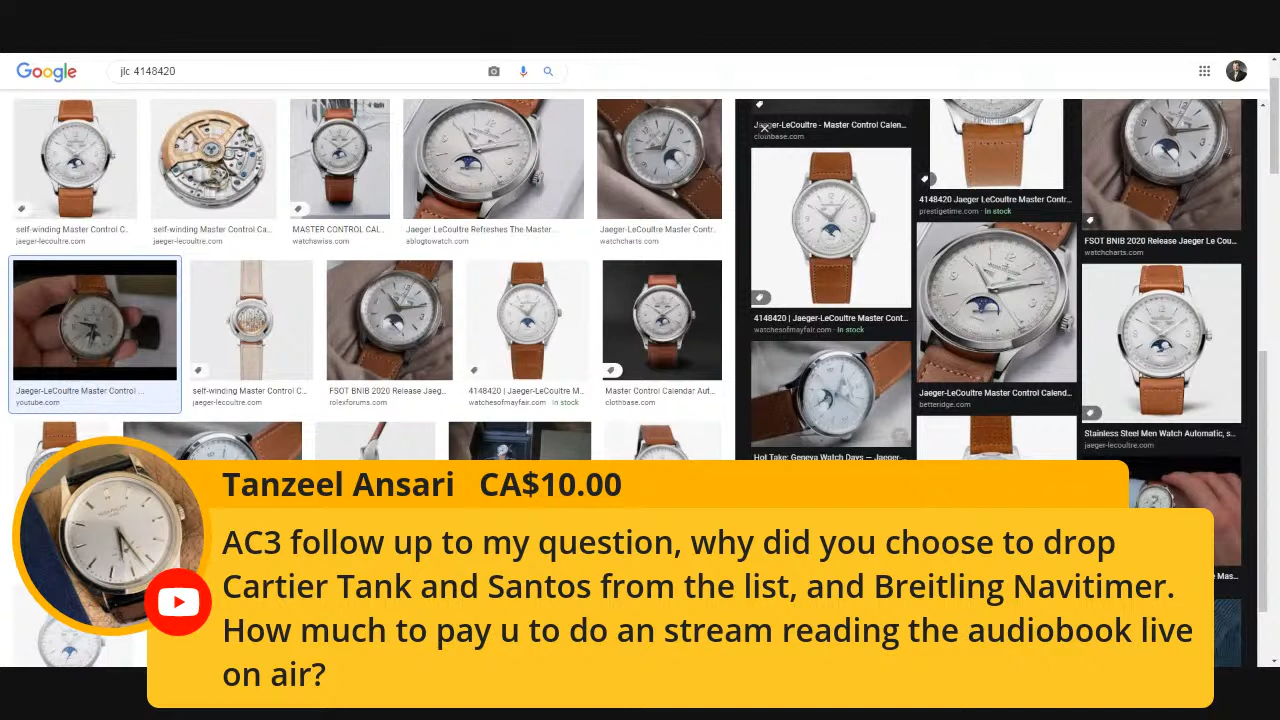 Google
jlc 4148420
self-winding Master Control C...
jaeger-lecoultre.com
self-winding Master Control Ca...
jaeger-lecoultre.com
MASTER CONTROL CAL...
watchswiss.com
Jaeger LeCoultre Refreshes The Master...
ablogtowatch.com
Jaeger-LeCoultre Master Contr...
watchcharts.com
Jaeger-LeCoultre Master Control ...
youtube.com
self-winding Master Control C...
jaeger-lecoultre.com
FSOT BNIB 2020 Release Jaeg...
rolexforums.com
4148420 | Jaeger-LeCoultre M...
watchesofmayfair.com · In stock
Master Control Calendar Aut...
clothbase.com
Jaeger-LeCoultre - Master Control Calen...
clothbase.com
4148420 | Jaeger-LeCoultre Master Cont...
watchesofmayfair.com · In stock
Hot Take: Geneva Watch Days — Jaeger-
4148420 Jaeger LeCoultre Master Contr...
prestigetime.com · In stock
Jaeger-LeCoultre Master Control Calend...
betteridge.com
FSOT BNIB 2020 Release Jaeger Le Cou...
watchcharts.com
Stainless Steel Men Watch Automatic, s...
jaeger-lecoultre.com
Tanzeel Ansari CA$10.00
AC3 follow up to my question, why did you choose to drop
Cartier Tank and Santos from the list, and Breitling Navitimer.
How much to pay u to do an stream reading the audiobook live
on air?